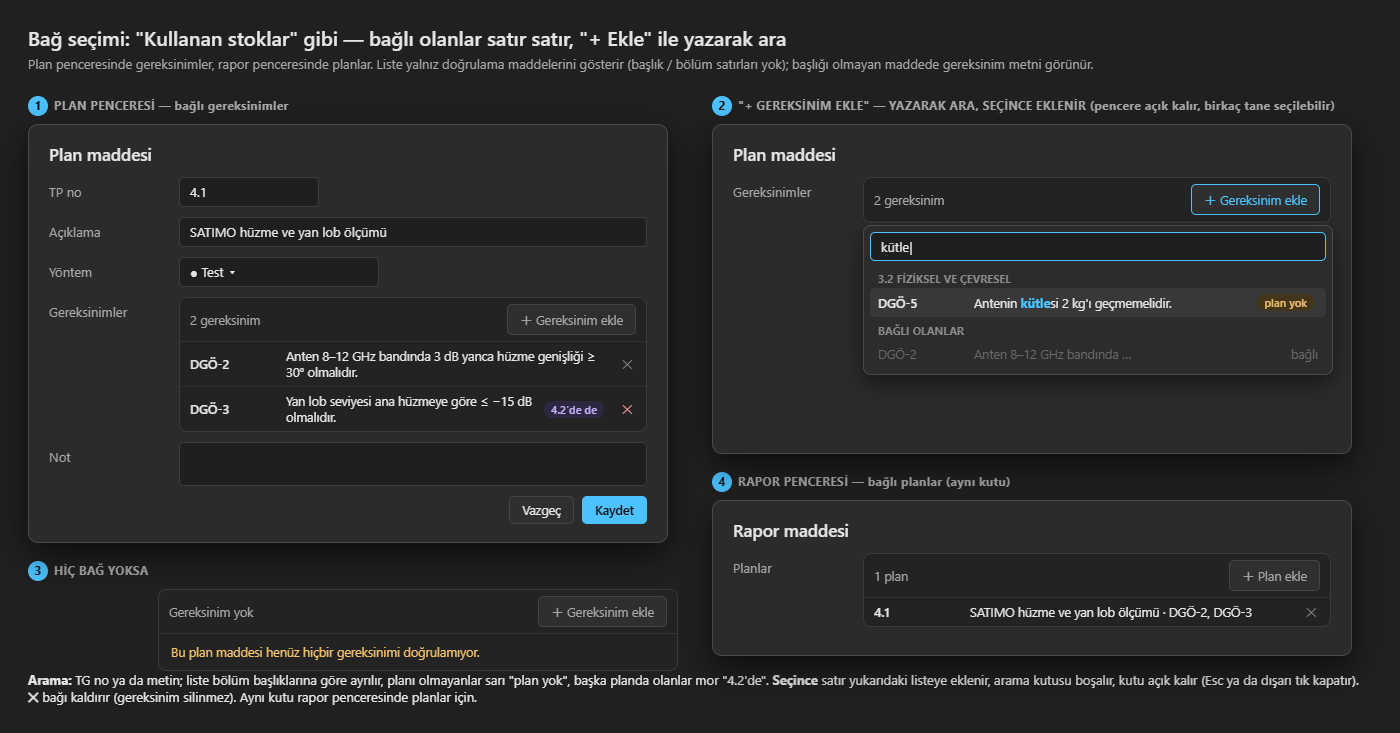 Bağ seçimi: "Kullanan stoklar" gibi — bağlı olanlar satır satır, "+ Ekle" ile yazarak ara
Plan penceresinde gereksinimler, rapor penceresinde planlar. Liste yalnız doğrulama maddelerini gösterir (başlık / bölüm satırları yok); başlığı olmayan maddede gereksinim metni görünür.
1 PLAN PENCERESİ — bağlı gereksinimler
Plan maddesi
TP no
4.1
Açıklama
SATIMO hüzme ve yan lob ölçümü
Yöntem
● Test ▾
Gereksinimler
2 gereksinim
+ Gereksinim ekle
DGÖ-2
Anten 8–12 GHz bandında 3 dB yanca hüzme genişliği ≥
30° olmalıdır.
×
DGÖ-3
Yan lob seviyesi ana hüzmeye göre ≤ −15 dB
olmalıdır.
4.2'de de
×
Not
Vazgeç
Kaydet
2 "+ GEREKSİNİM EKLE" — YAZARAK ARA, SEÇİNCE EKLENİR (pencere açık kalır, birkaç tane seçilebilir)
Plan maddesi
Gereksinimler
2 gereksinim
+ Gereksinim ekle
kütle|
3.2 FİZİKSEL VE ÇEVRESEL
DGÖ-5
Antenin kütlesi 2 kg'ı geçmemelidir.
plan yok
BAĞLI OLANLAR
DGÖ-2
Anten 8–12 GHz bandında ...
bağlı
3 HİÇ BAĞ YOKSA
Gereksinim yok
+ Gereksinim ekle
Bu plan maddesi henüz hiçbir gereksinimi doğrulamıyor.
4 RAPOR PENCERESİ — bağlı planlar (aynı kutu)
Rapor maddesi
Planlar
1 plan
+ Plan ekle
4.1
SATIMO hüzme ve yan lob ölçümü · DGÖ-2, DGÖ-3
×
Arama: TG no ya da metin; liste bölüm başlıklarına göre ayrılır, planı olmayanlar sarı "plan yok", başka planda olanlar mor "4.2'de". Seçince satır yukarıdaki listeye eklenir, arama kutusu boşalır, kutu açık kalır (Esc ya da dışarı tık kapatır).
✕ bağı kaldırır (gereksinim silinmez). Aynı kutu rapor penceresinde planlar için.